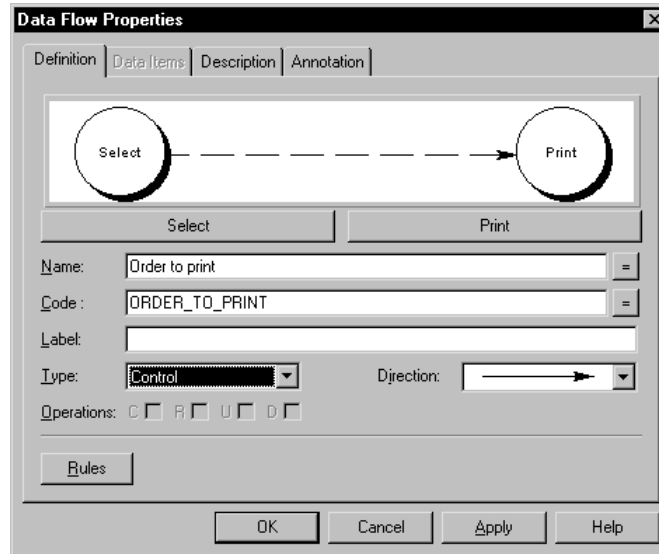 Data Flow Properties
Definition Data Items Description Annotation
Select Print
Select Print
Name: Order to print =
Code : ORDER_TO_PRINT =
Label:
Type: Control Direction:
Operations: C R U D
Rules
OK Cancel Apply Help